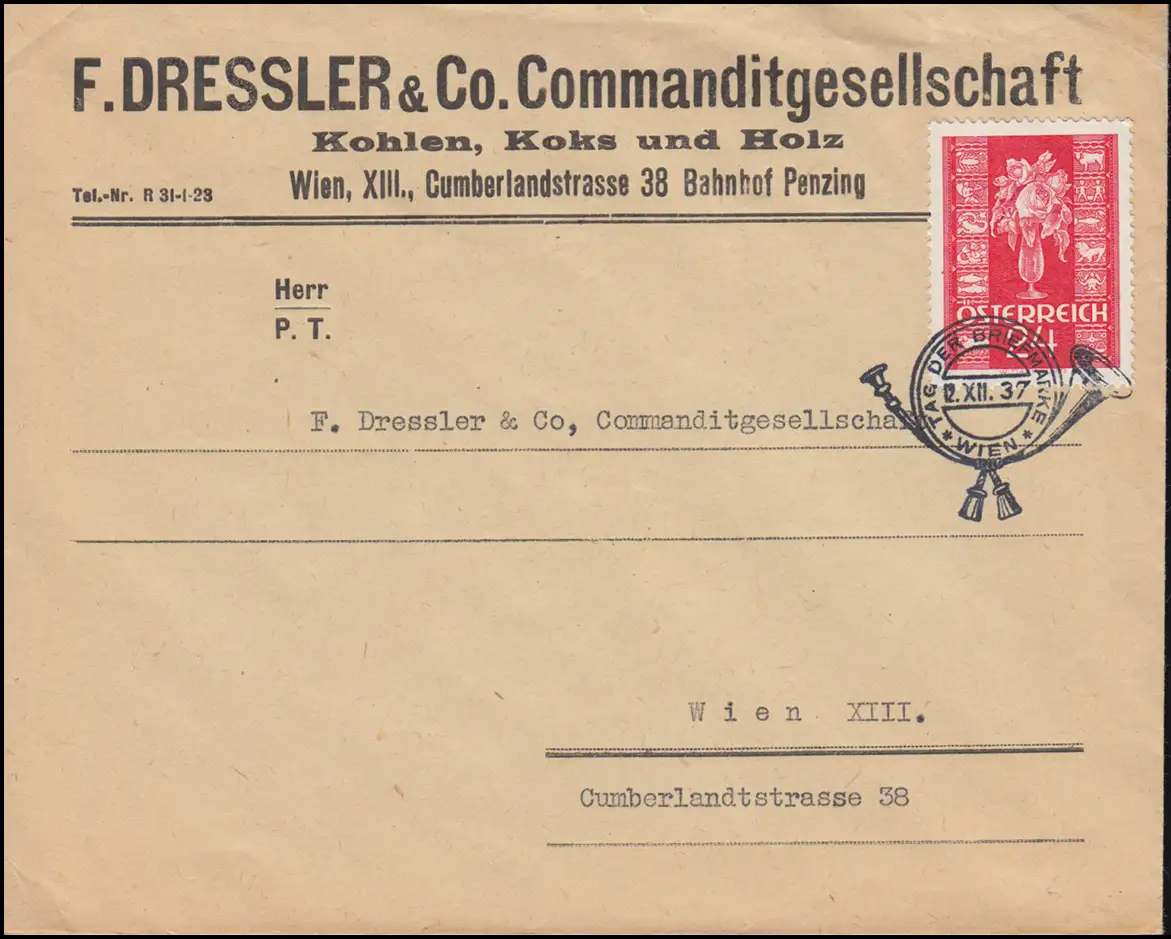 F. DRESSLER & Co. Commanditgesellschaft
Kohlen, Koks und Holz
Tel.-Nr. R 31-1-23
Wien, XIII., Cumberlandstrasse 38 Bahnhof Penzing
ÖSTERREICH
24
Herr
P. T.
TAG DER BRIEFMARKE
12. XII. 37
* WIEN *
F. Dressler & Co, Commanditgesellschaft
Wien XIII.
Cumberlandtstrasse 38